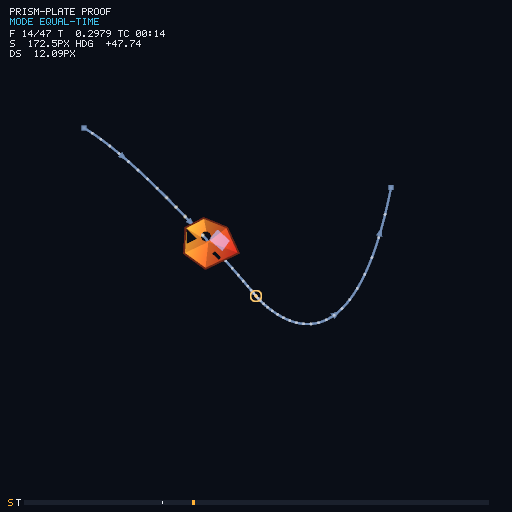 PRISM-PLATE PROOF
MODE EQUAL-TIME
F 14/47 T  0.2979 TC 00:14
S  172.5PX HDG  +47.74
DS  12.09PX
ST